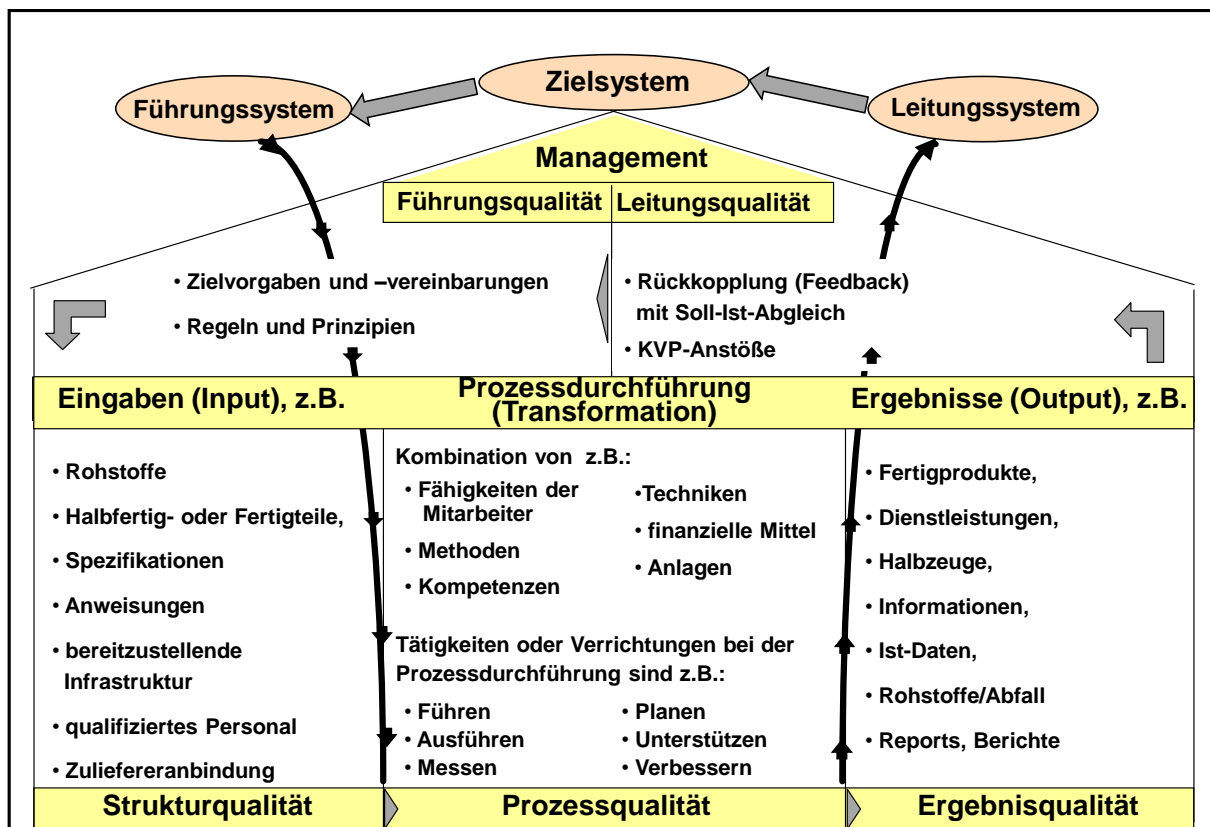 Zielsystem
Führungssystem
Leitungssystem
Management
Führungsqualität
Leitungsqualität
• Zielvorgaben und –vereinbarungen
• Regeln und Prinzipien
• Rückkopplung (Feedback)
mit Soll-Ist-Abgleich
• KVP-Anstöße
Eingaben (Input), z.B.
Prozessdurchführung
(Transformation)
Ergebnisse (Output), z.B.
• Rohstoffe
• Halbfertig- oder Fertigteile,
• Spezifikationen
• Anweisungen
• bereitzustellende
Infrastruktur
• qualifiziertes Personal
• Zuliefereranbindung
Kombination von z.B.:
• Fähigkeiten der
Mitarbeiter
• Methoden
• Kompetenzen
•Techniken
• finanzielle Mittel
• Anlagen
Tätigkeiten oder Verrichtungen bei der
Prozessdurchführung sind z.B.:
• Führen
• Ausführen
• Messen
• Planen
• Unterstützen
• Verbessern
• Fertigprodukte,
• Dienstleistungen,
• Halbzeuge,
• Informationen,
• Ist-Daten,
• Rohstoffe/Abfall
• Reports, Berichte
Strukturqualität
Prozessqualität
Ergebnisqualität